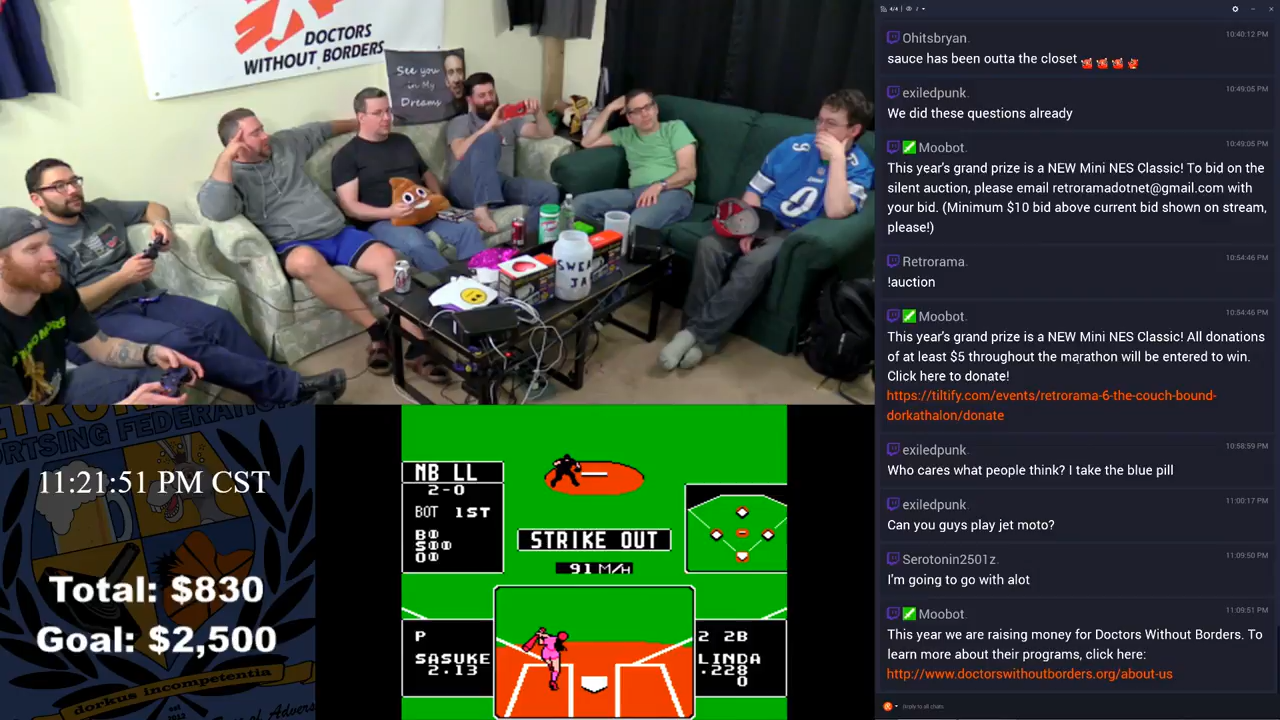 DOCTORS
WITHOUT BORDERS
See you
in My
Dreams
SWEA
JA
11:21:51 PM CST
Total: $830
Goal: $2,500
dorkus incompetentia
NB LL
2-0
BOT 1ST
STRIKE OUT
91 M/H
P
SASUKE
2.13
2 2B
LINDA
.228
0
4/4
Ohitsbryan. 10:40:12 PM
sauce has been outta the closet
exiledpunk. 10:49:05 PM
We did these questions already
Moobot. 10:49:05 PM
This year's grand prize is a NEW Mini NES Classic! To bid on the
silent auction, please email retroramadotnet@gmail.com with
your bid. (Minimum $10 bid above current bid shown on stream,
please!)
Retrorama. 10:54:46 PM
!auction
Moobot. 10:54:46 PM
This year's grand prize is a NEW Mini NES Classic! All donations
of at least $5 throughout the marathon will be entered to win.
Click here to donate!
https://tiltify.com/events/retrorama-6-the-couch-bound-
dorkathalon/donate
exiledpunk. 10:58:59 PM
Who cares what people think? I take the blue pill
exiledpunk. 11:00:17 PM
Can you guys play jet moto?
Serotonin2501z. 11:09:50 PM
I'm going to go with alot
Moobot. 11:09:51 PM
This year we are raising money for Doctors Without Borders. To
learn more about their programs, click here:
http://www.doctorswithoutborders.org/about-us
Reply to all chats